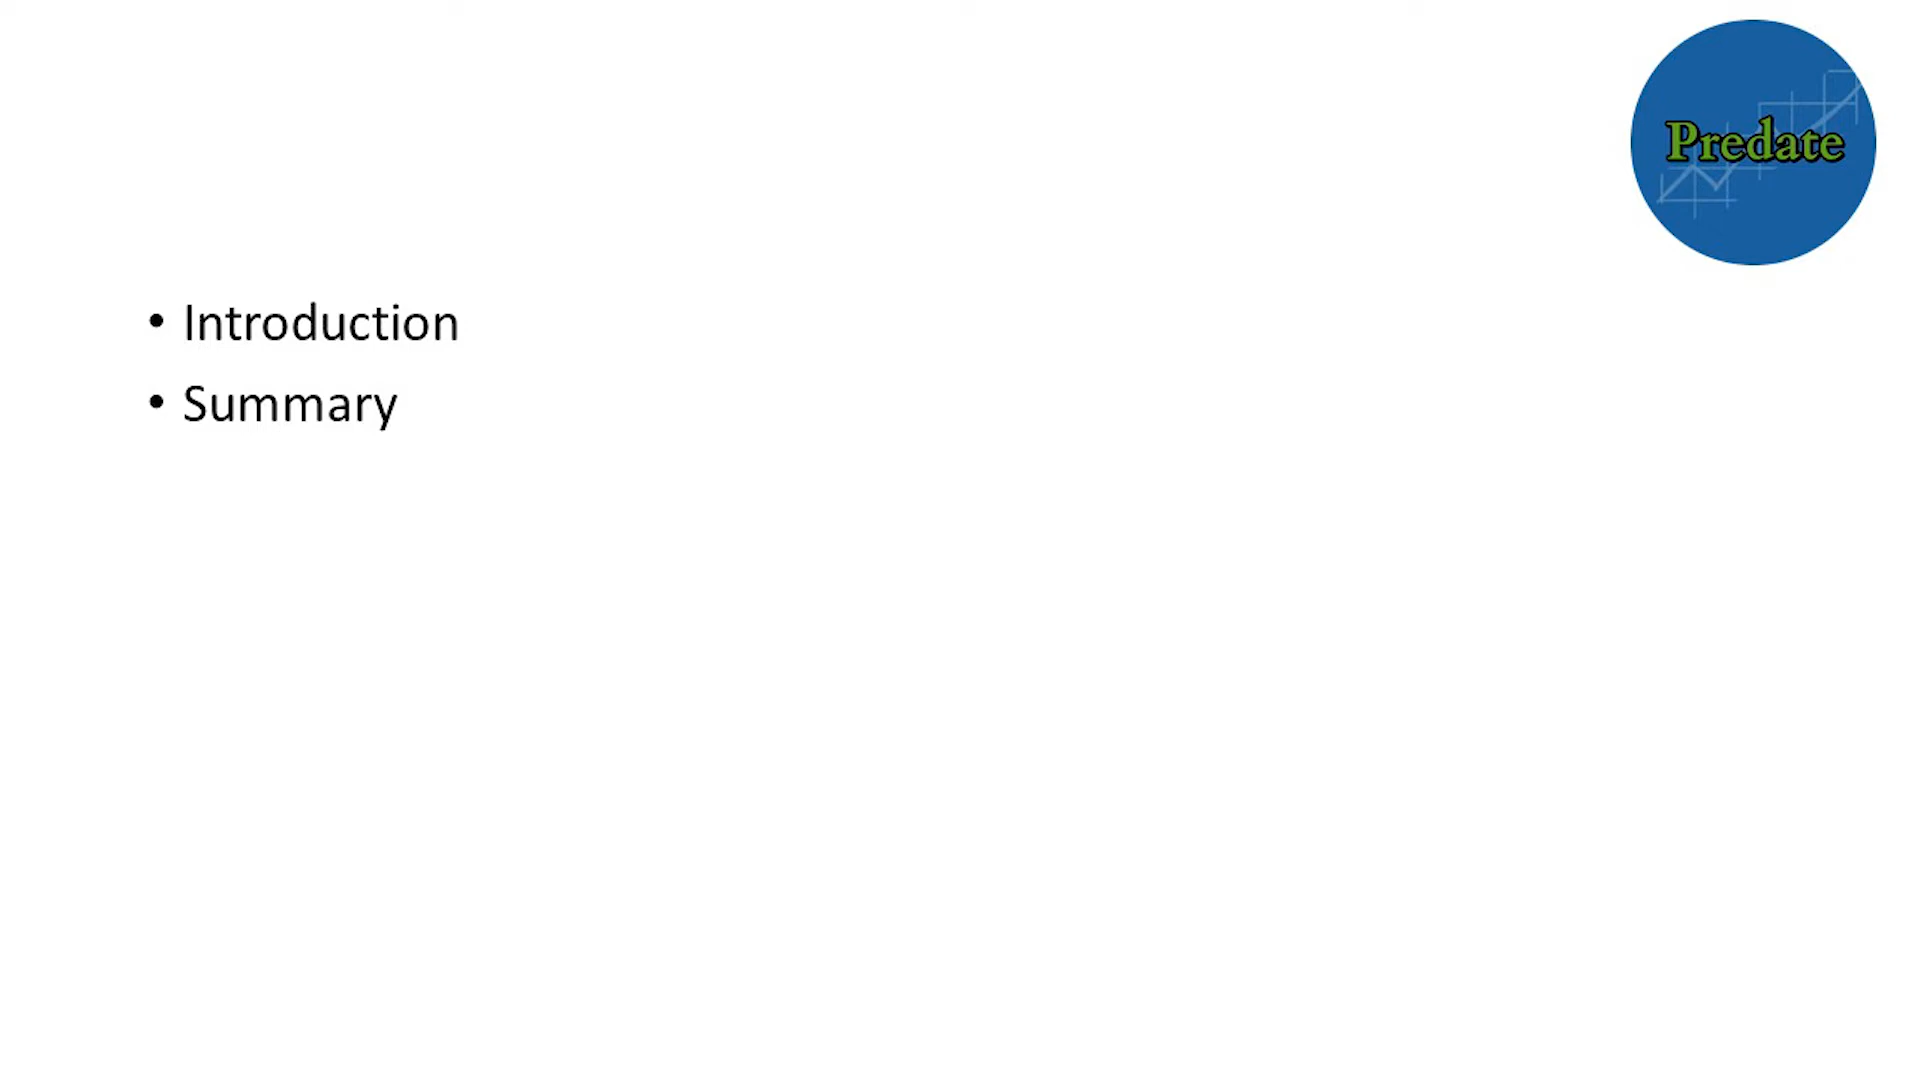 Predate
• Introduction
• Summary